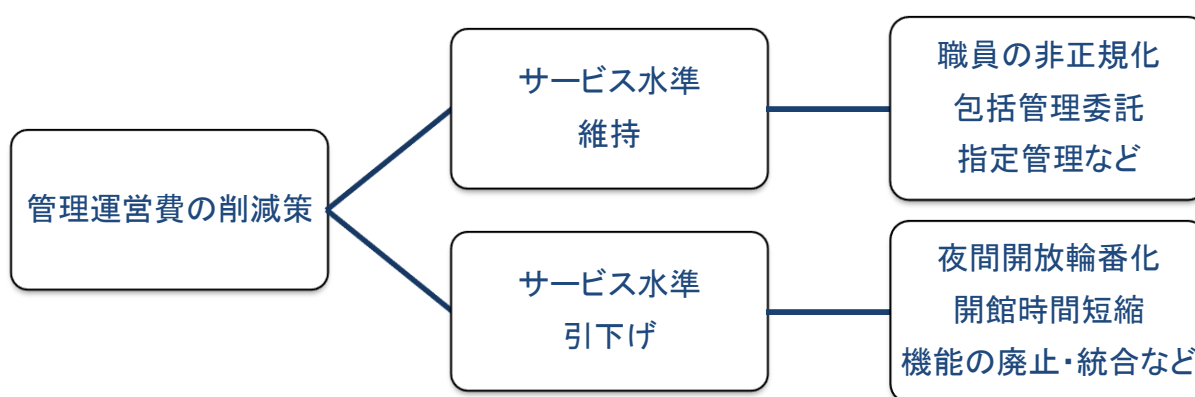 管理運営費の削減策
サービス水準
維持
職員の非正規化
包括管理委託
指定管理など
サービス水準
引下げ
夜間開放輪番化
開館時間短縮
機能の廃止・統合など